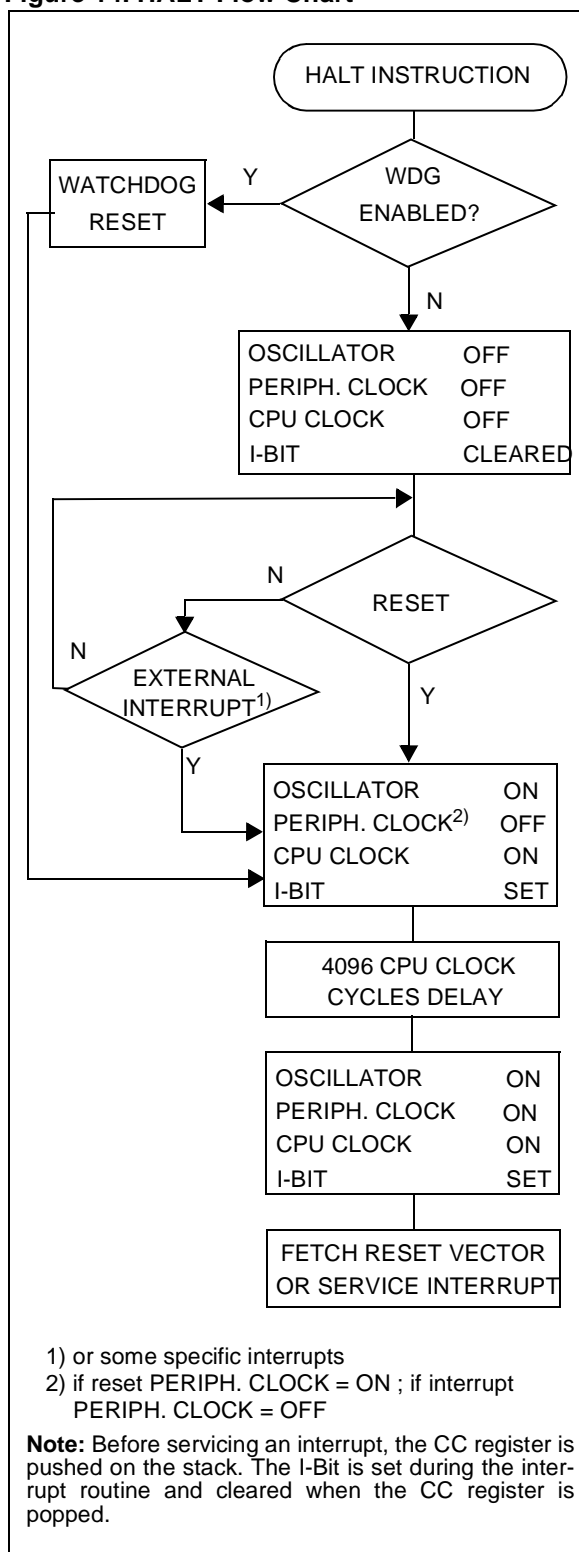 HALT INSTRUCTION
WDG
ENABLED?
Y
WATCHDOG
RESET
N
OSCILLATOR OFF
PERIPH. CLOCK OFF
CPU CLOCK OFF
I-BIT CLEARED
RESET
N
N
EXTERNAL
INTERRUPT1)
Y
Y
OSCILLATOR ON
PERIPH. CLOCK2) OFF
CPU CLOCK ON
I-BIT SET
4096 CPU CLOCK
CYCLES DELAY
OSCILLATOR ON
PERIPH. CLOCK ON
CPU CLOCK ON
I-BIT SET
FETCH RESET VECTOR
OR SERVICE INTERRUPT
1) or some specific interrupts
2) if reset PERIPH. CLOCK = ON ; if interrupt
PERIPH. CLOCK = OFF
Note: Before servicing an interrupt, the CC register is
pushed on the stack. The I-Bit is set during the inter-
rupt routine and cleared when the CC register is
popped.